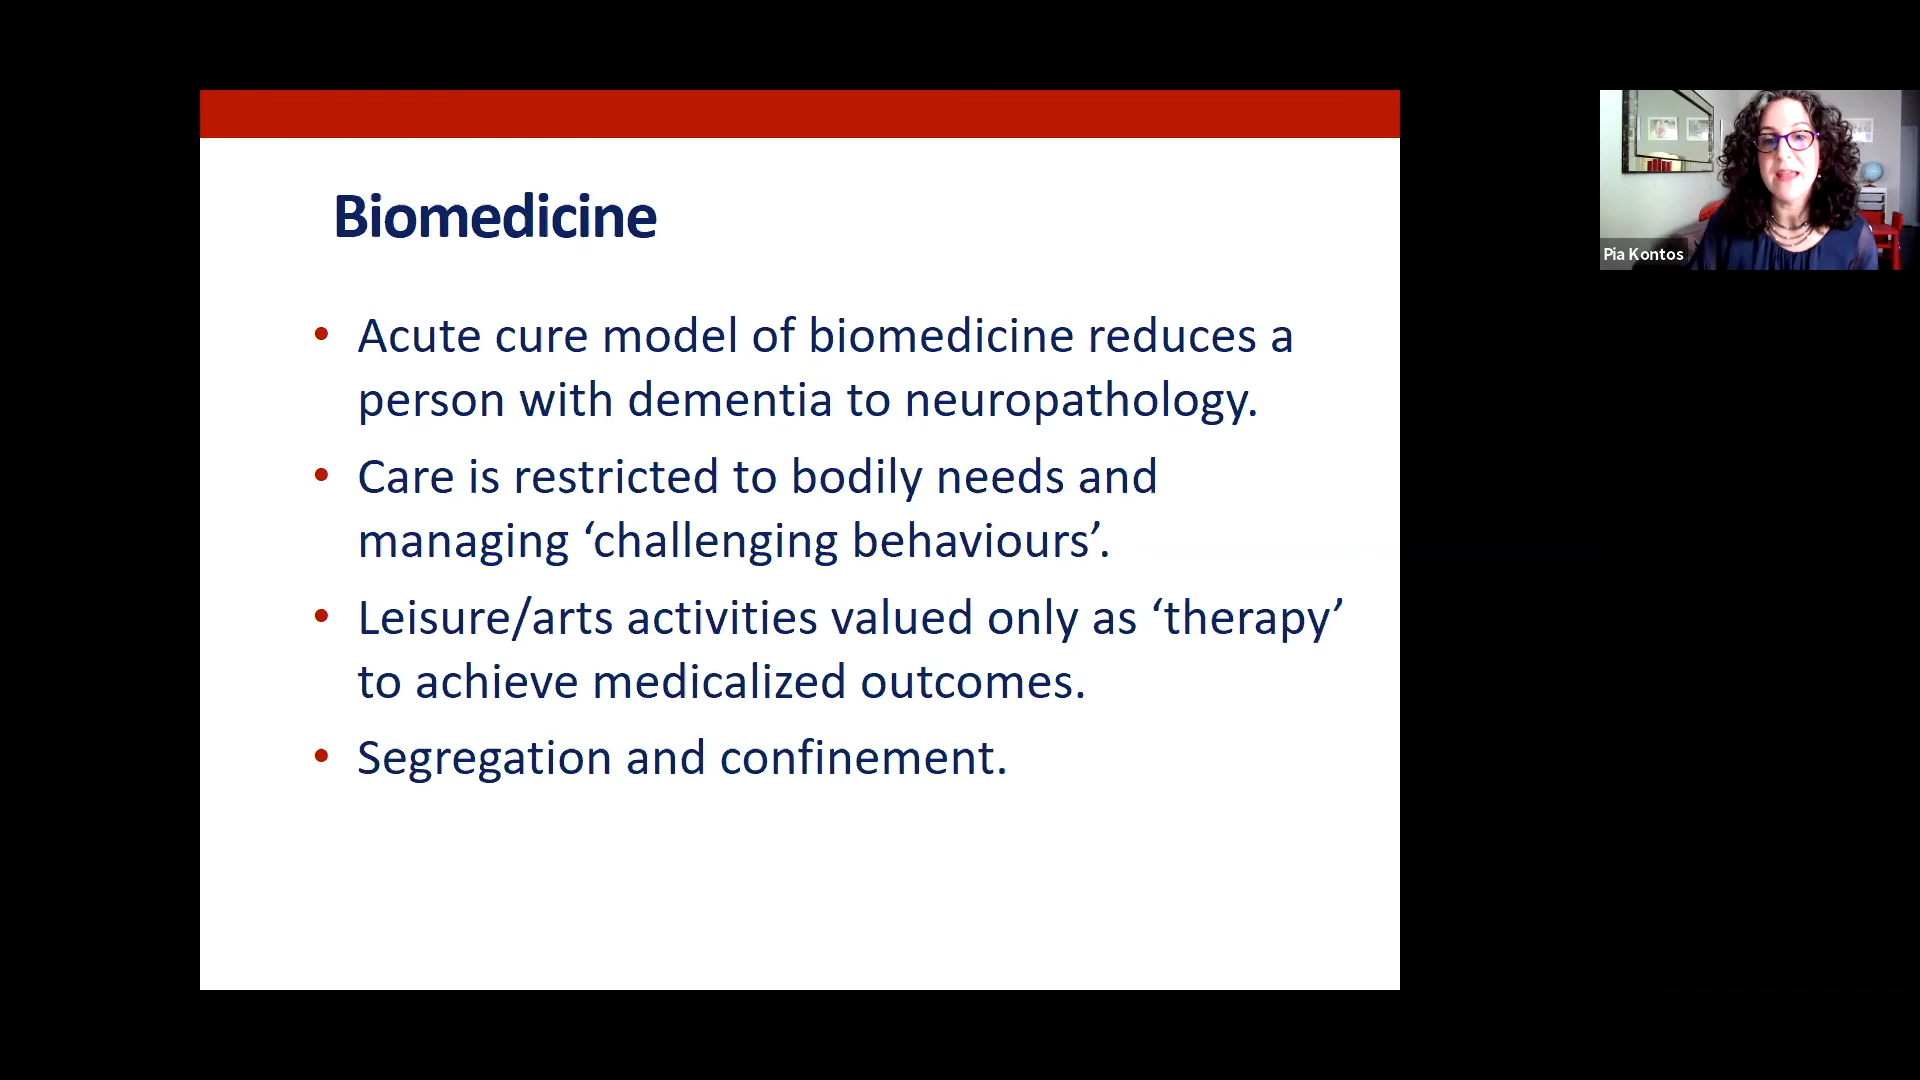 Biomedicine
• Acute cure model of biomedicine reduces a
person with dementia to neuropathology.
• Care is restricted to bodily needs and
managing ‘challenging behaviours’.
• Leisure/arts activities valued only as ‘therapy’
to achieve medicalized outcomes.
• Segregation and confinement.
Pia Kontos